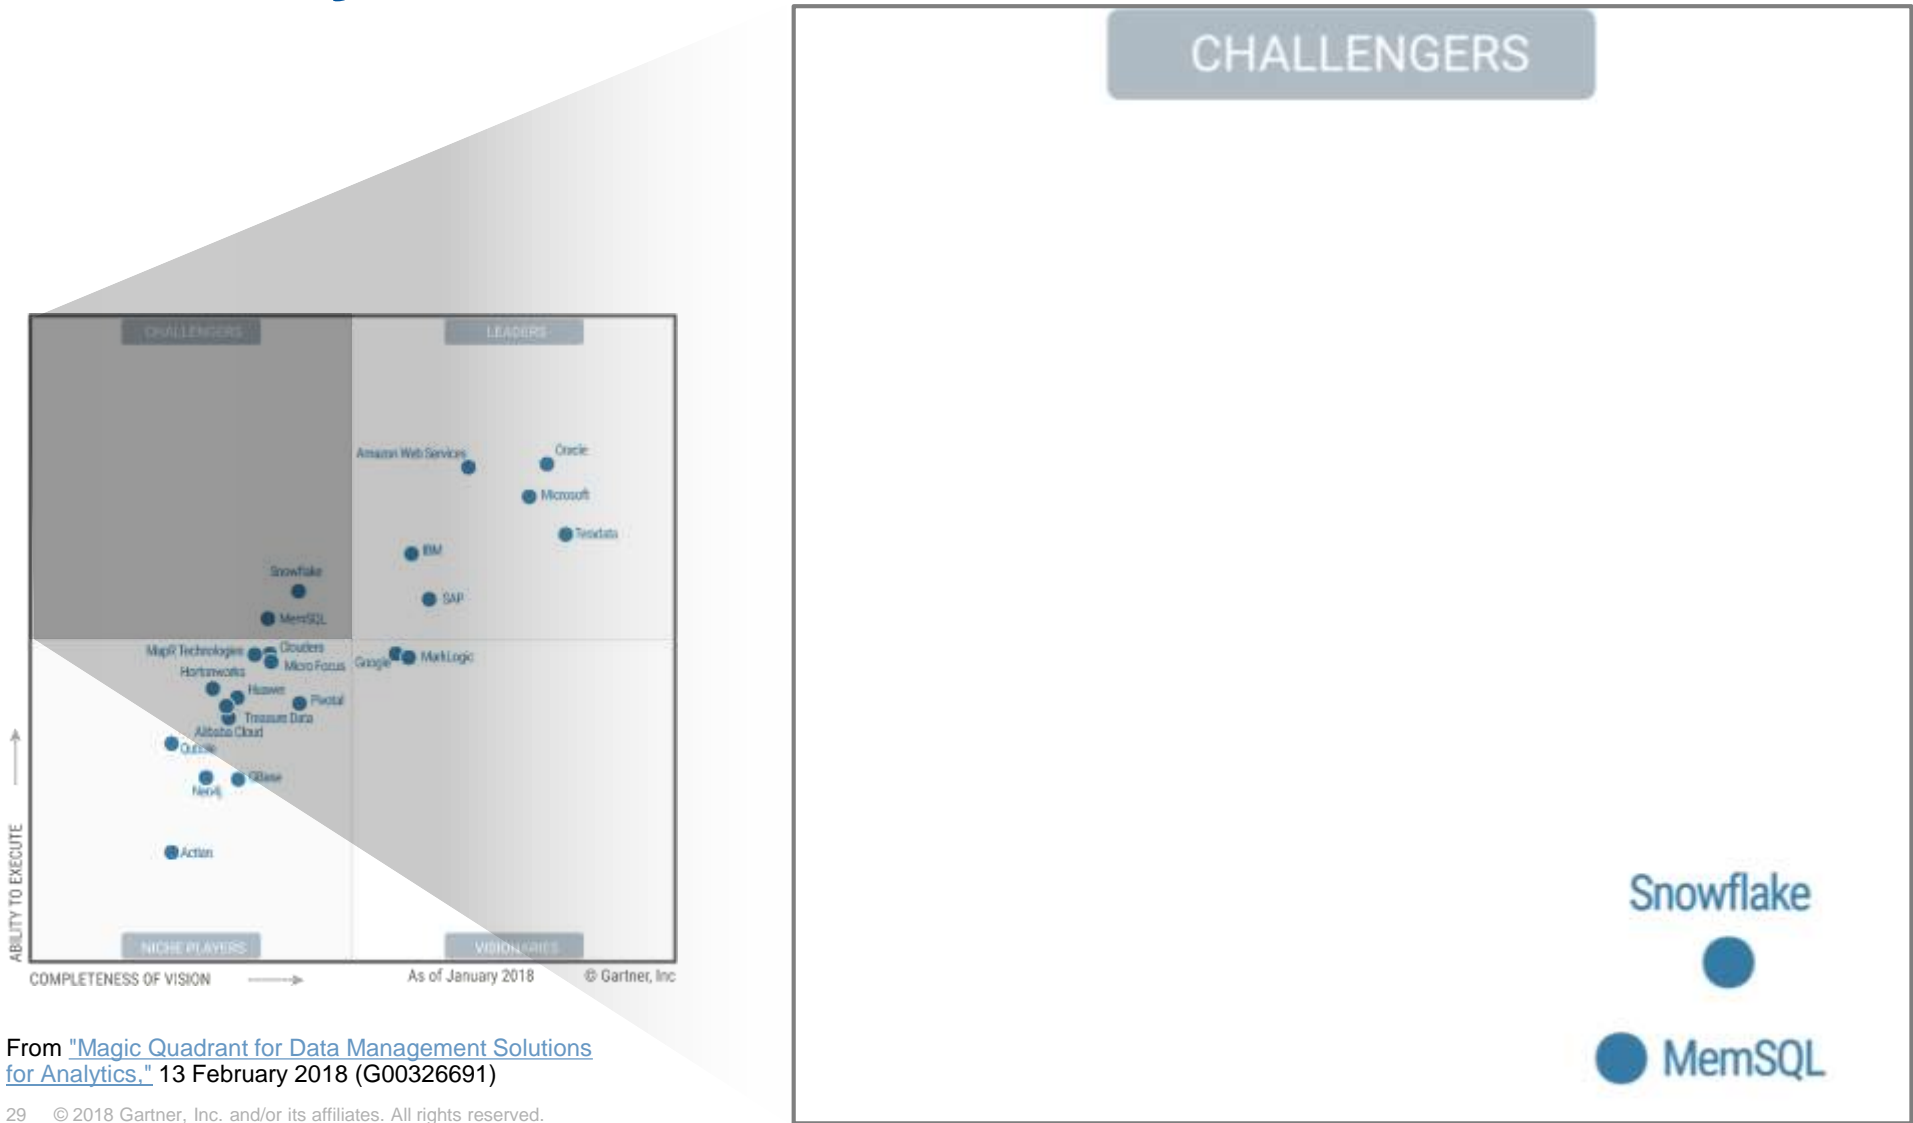 CHALLENGERS
LEADERS
Amazon Web Services
Oracle
Microsoft
Teradata
IBM
SAP
Snowflake
MemSQL
MapR Technologies
Cloudera
Micro Focus
Google
MarkLogic
Hortonworks
Huawei
Pivotal
Treasure Data
Alibaba Cloud
Qubole
Neo4j
GBase
Actian
NICHE PLAYERS
VISIONARIES
ABILITY TO EXECUTE
COMPLETENESS OF VISION
As of January 2018
© Gartner, Inc
CHALLENGERS
Snowflake
MemSQL
From "Magic Quadrant for Data Management Solutions
for Analytics," 13 February 2018 (G00326691)
29 © 2018 Gartner, Inc. and/or its affiliates. All rights reserved.